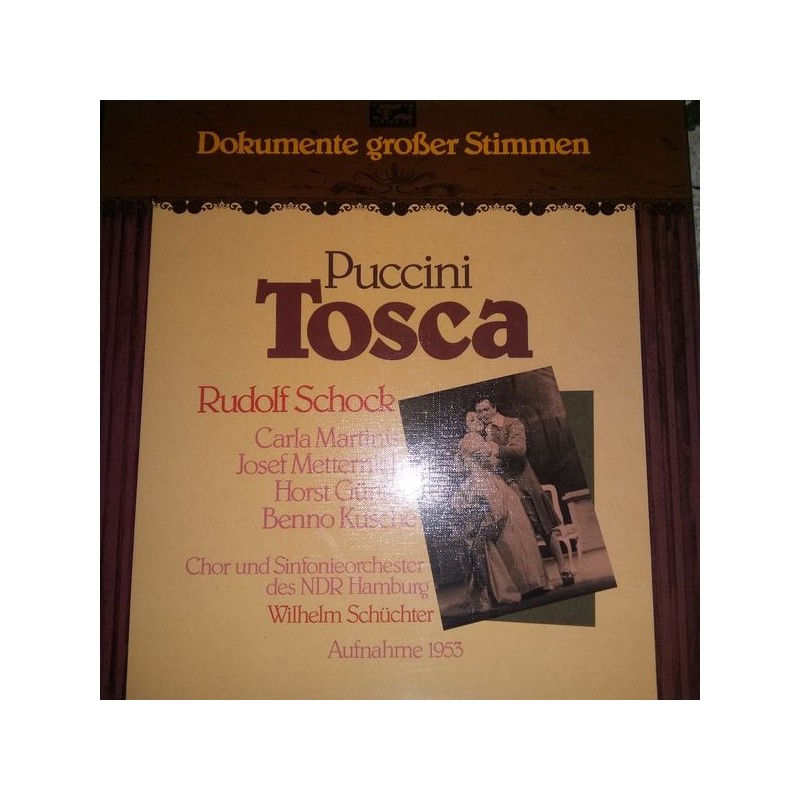 Dokumente großer Stimmen
Puccini
Tosca
Rudolf Schock
Carla Martinis
Josef
Horst
Benno Kusche
Chor und Sinfonieorchester
des NDR Hamburg
Wilhelm Schüchter
Aufnahme 1953